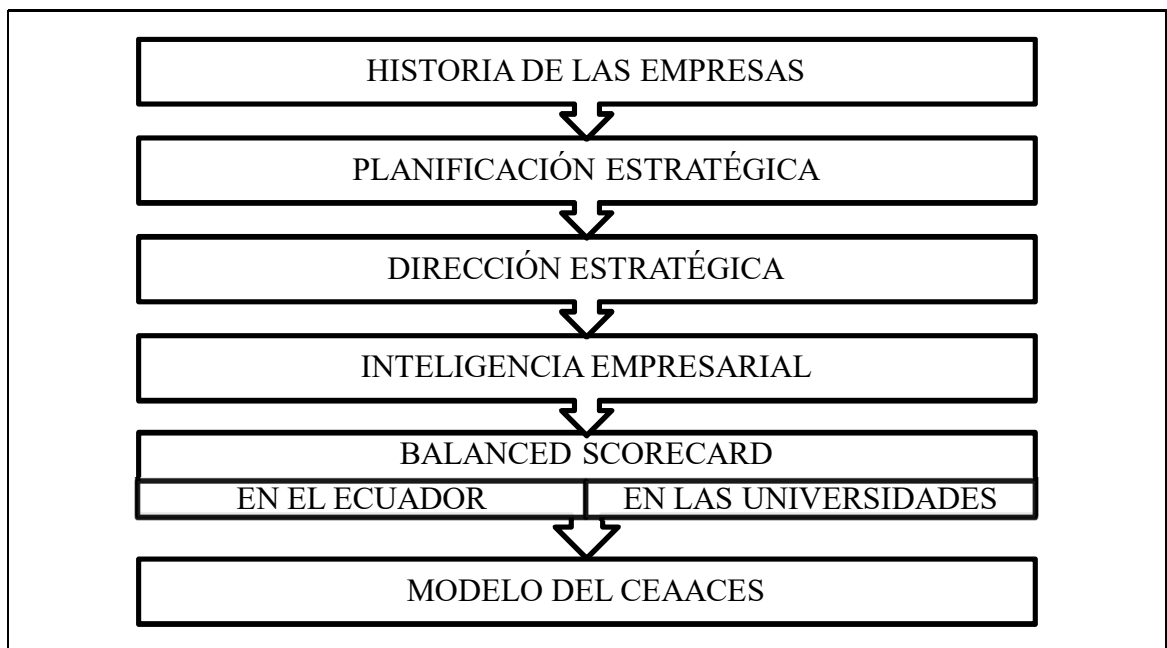 HISTORIA DE LAS EMPRESAS
PLANIFICACIÓN ESTRATÉGICA
DIRECCIÓN ESTRATÉGICA
INTELIGENCIA EMPRESARIAL
BALANCED SCORECARD
EN EL ECUADOR
EN LAS UNIVERSIDADES
MODELO DEL CEAACES